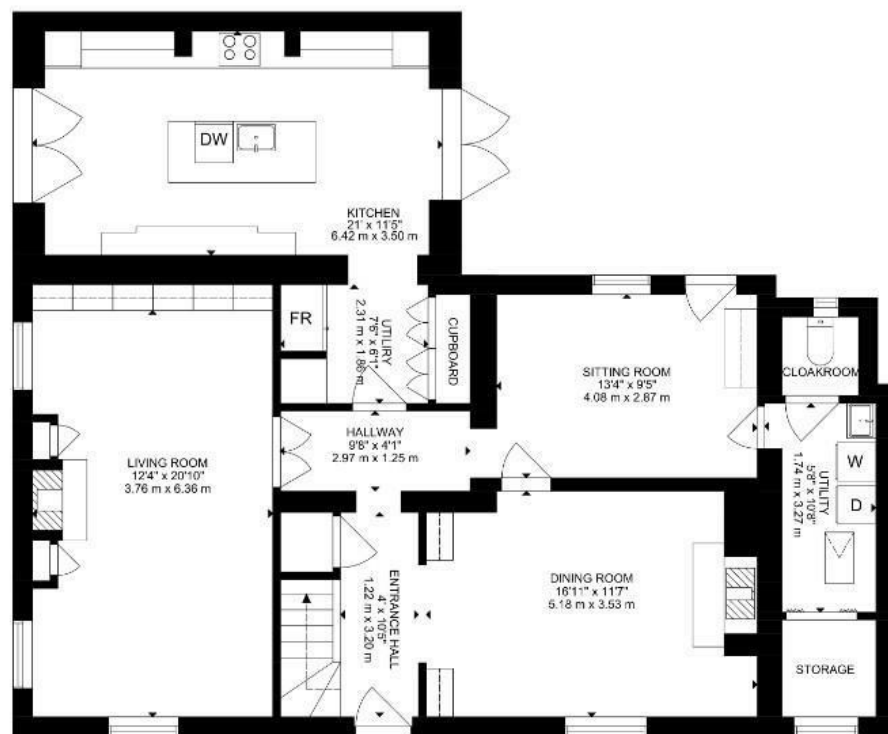 DW
KITCHEN
21' x 11'5"
6.42 m x 3.50 m
FR
UTILIRY
7'6" x 6'1"
2.31 m x 1.86 m
CUPBOARD
SITTING ROOM
13'4" x 9'5"
4.08 m x 2.87 m
CLOAKROOM
HALLWAY
9'8" x 4'1"
2.97 m x 1.25 m
LIVING ROOM
12'4" x 20'10"
3.76 m x 6.36 m
W
D
UTILITY
5'8" x 10'8"
1.74 m x 3.27 m
ENTRANCE HALL
4' x 10'5"
1.22 m x 3.20 m
DINING ROOM
16'11" x 11'7"
5.18 m x 3.53 m
STORAGE